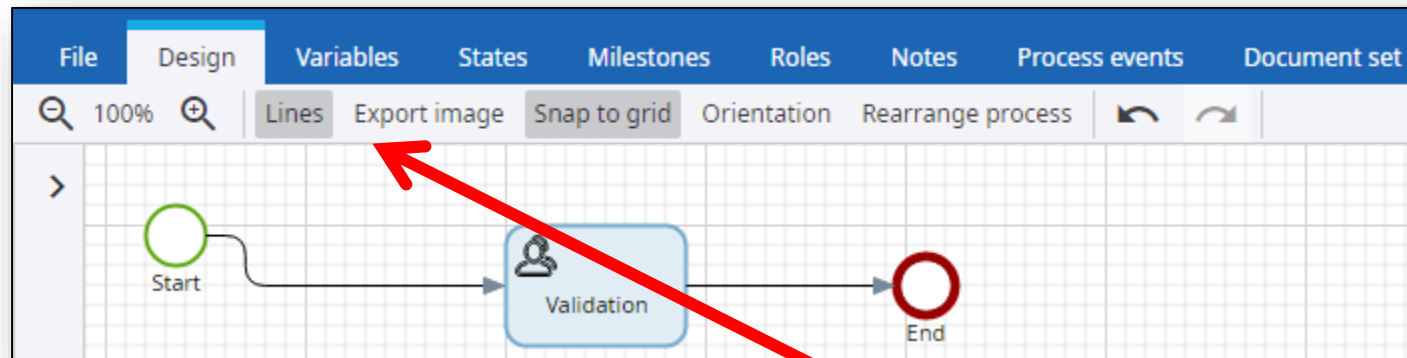 File Design Variables States Milestones Roles Notes Process events Document set
100% Lines Export image Snap to grid Orientation Rearrange process
Start
Validation
End